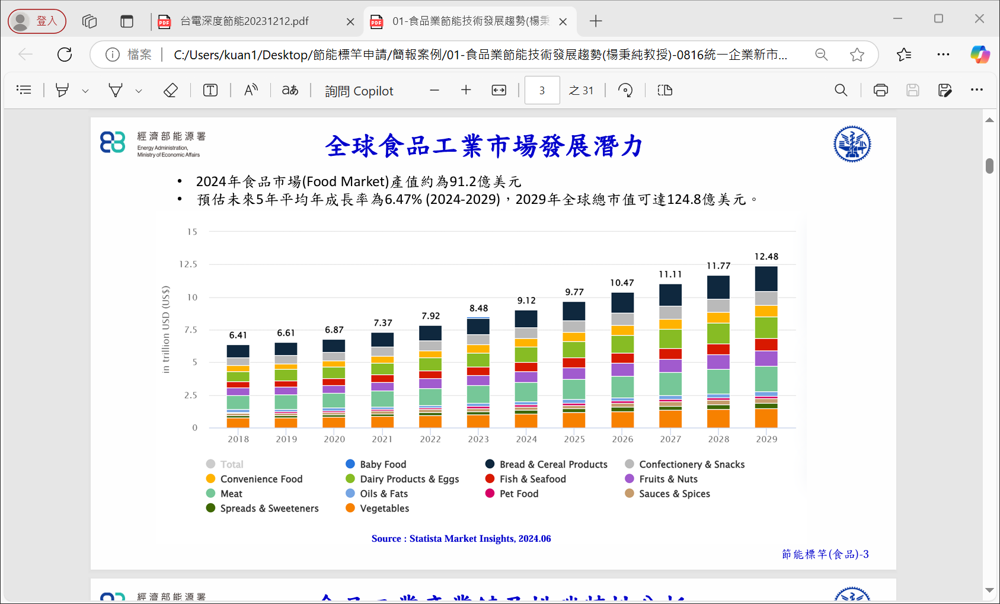 登入
台電深度節能20231212.pdf
01-食品業節能技術發展趨勢(楊秉
檔案
C:/Users/kuan1/Desktop/節能標竿申請/簡報案例/01-食品業節能技術發展趨勢(楊秉純教授)-0816統一企業新市...
T
A
aあ
詢問 Copilot
3
之 31
經濟部能源署
Energy Administration,
Ministry of Economic Affairs
全球食品工業市場發展潛力
• 2024年食品市場(Food Market)產值約為91.2億美元
• 預估未來5年平均年成長率為6.47% (2024-2029)，2029年全球總市值可達124.8億美元。
in trillion USD (US$)
15
12.5
10
7.5
5
2.5
0
6.41
6.61
6.87
7.37
7.92
8.48
9.12
9.77
10.47
11.11
11.77
12.48
2018 2019 2020 2021 2022 2023 2024 2025 2026 2027 2028 2029
Total Baby Food Bread & Cereal Products Confectionery & Snacks
Convenience Food Dairy Products & Eggs Fish & Seafood Fruits & Nuts
Meat Oils & Fats Pet Food Sauces & Spices
Spreads & Sweeteners Vegetables
Source : Statista Market Insights, 2024.06
節能標竿(食品)-3
經濟部能源署